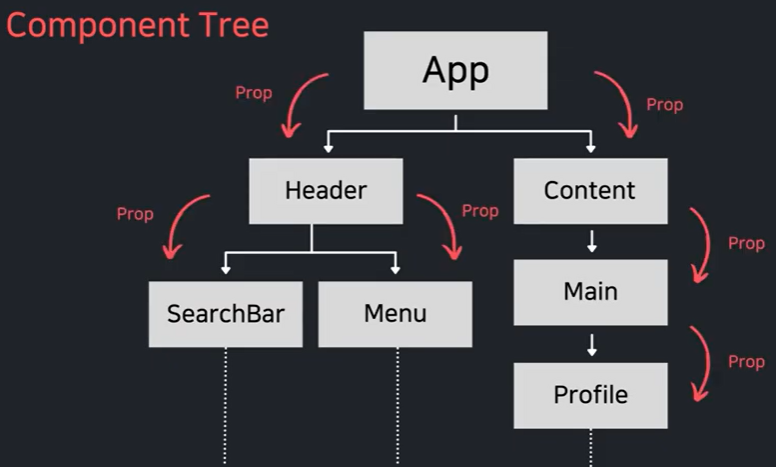 Component Tree
App
Prop
Prop
Header
Content
Prop
Prop
Prop
SearchBar
Menu
Main
Prop
Profile